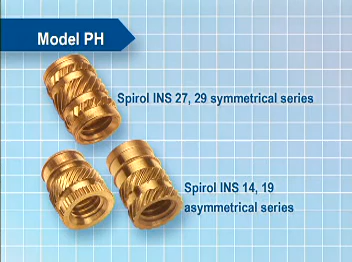 Model PH
Spirol INS 27, 29 symmetrical series
Spirol INS 14, 19
asymmetrical series